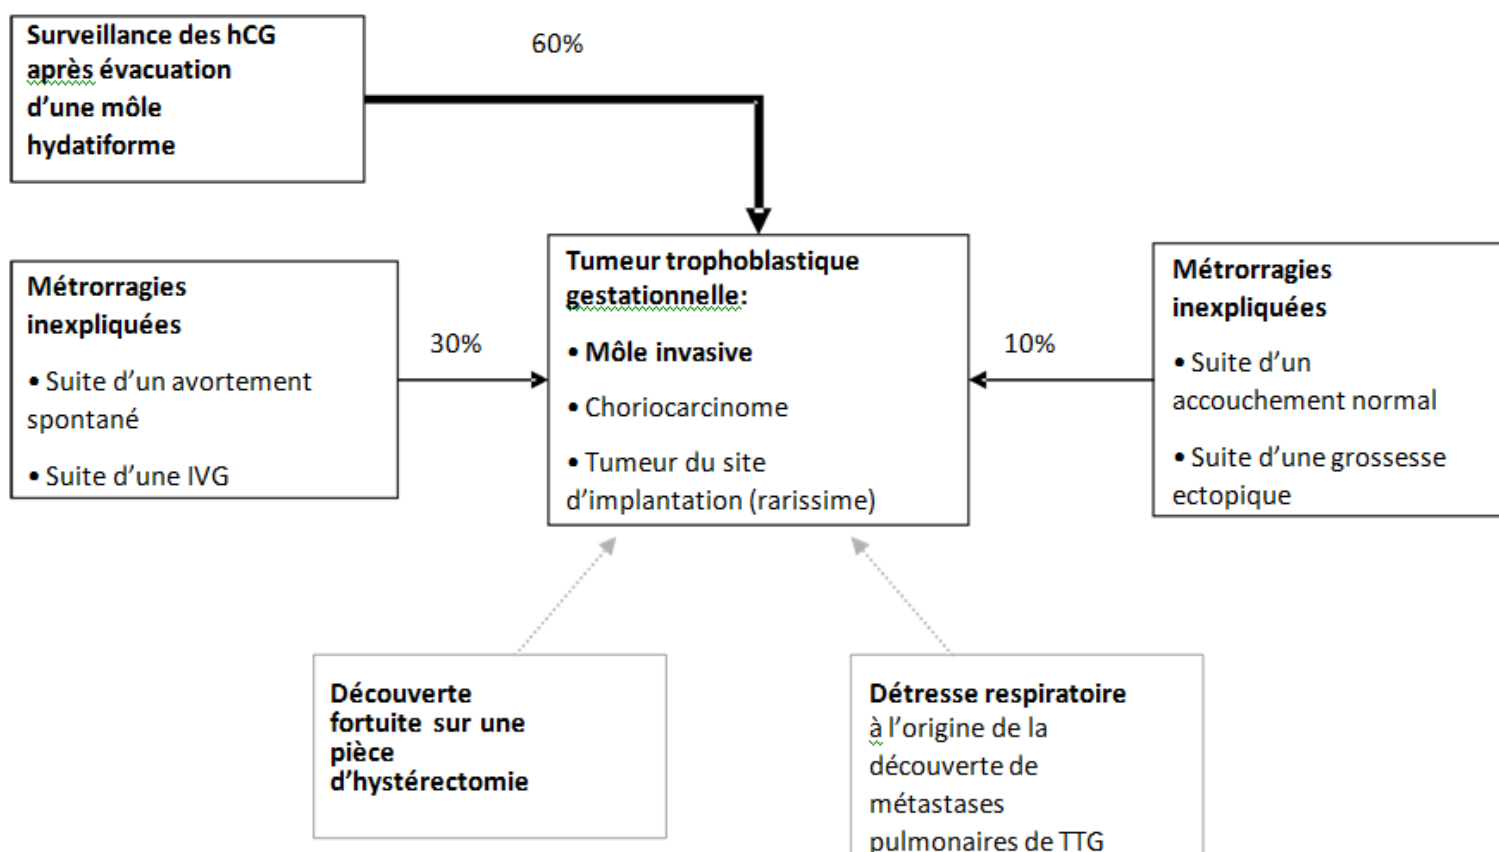 Surveillance des hCG
après évacuation
d'une môle
hydatiforme
60%
Métrorragies
inexpliquées
• Suite d'un avortement
spontané
• Suite d'une IVG
30%
Tumeur trophoblastique
gestationnelle:
• Môle invasive
• Choriocarcinome
• Tumeur du site
d'implantation (rarissime)
10%
Métrorragies
inexpliquées
• Suite d'un
accouchement normal
• Suite d'une grossesse
ectopique
Découverte
fortuite sur une
pièce
d'hystérectomie
Détresse respiratoire
à l'origine de la
découverte de
métastases
pulmonaires de TTG